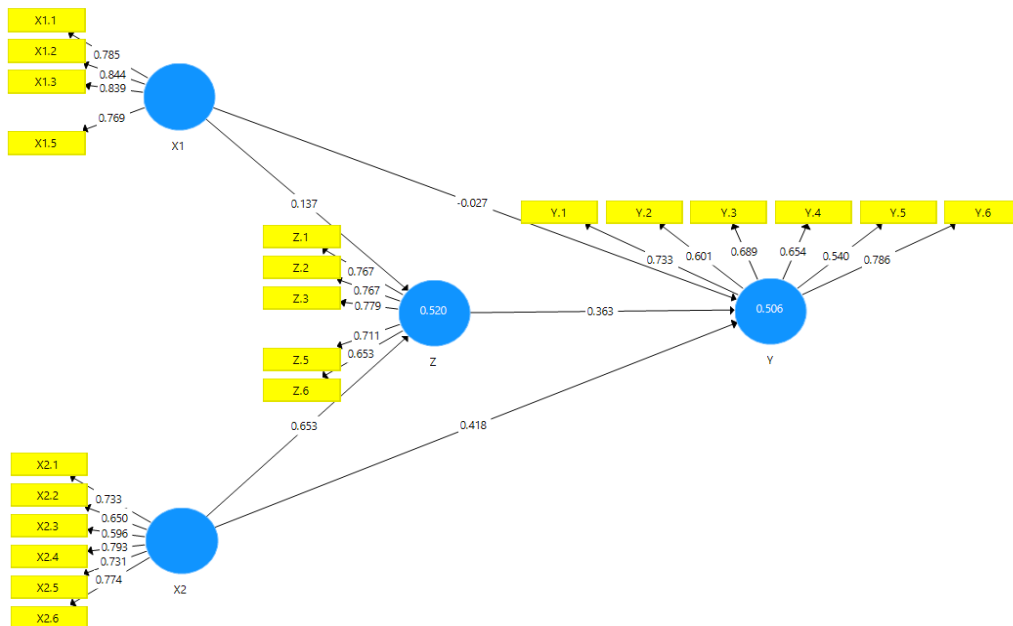 X1.1
X1.2
X1.3
X1.5
0.785
0.844
0.839
0.769
X1
0.137
-0.027
Y.1 Y.2 Y.3 Y.4 Y.5 Y.6
0.733 0.601 0.689 0.654 0.540 0.786
Z.1
Z.2
Z.3
Z.5
Z.6
0.767
0.767
0.779
0.711
0.653
0.520
Z
0.363
0.506
Y
0.653
0.418
X2.1
X2.2
X2.3
X2.4
X2.5
X2.6
0.733
0.650
0.596
0.793
0.731
0.774
X2